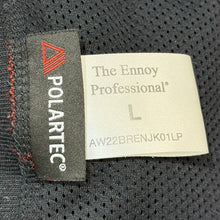 POLARTEC®
The Ennoy
Professional®
L
AW22BRENJK01LP